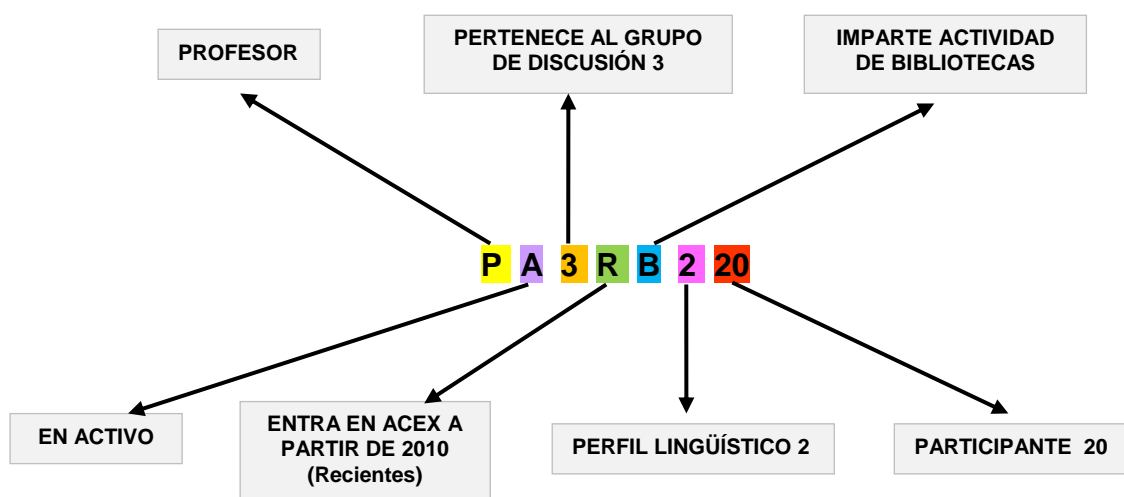 PROFESOR
PERTENECE AL GRUPO
DE DISCUSIÓN 3
IMPARTE ACTIVIDAD
DE BIBLIOTECAS
P A 3 R B 2 20
EN ACTIVO
ENTRA EN ACEX A
PARTIR DE 2010
(Recientes)
PERFIL LINGÜÍSTICO 2
PARTICIPANTE 20